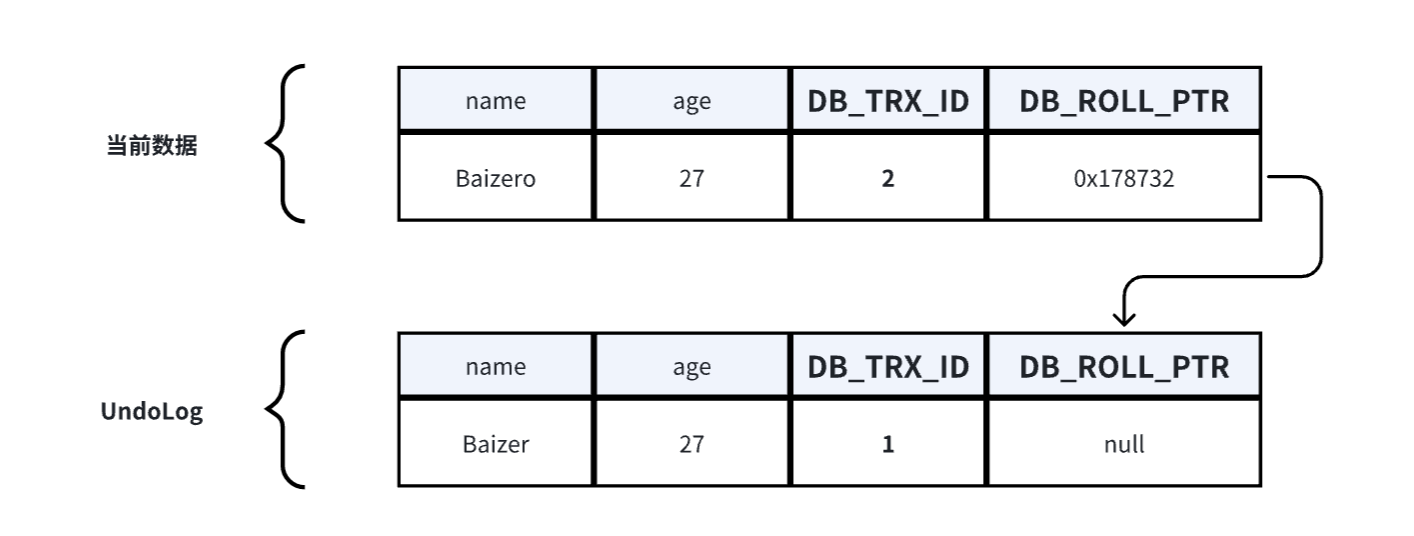 当前数据
name age DB_TRX_ID DB_ROLL_PTR
Baizero 27 2 0x178732
UndoLog
name age DB_TRX_ID DB_ROLL_PTR
Baizer 27 1 null